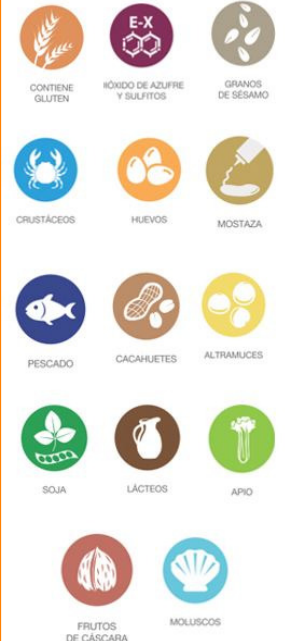 CONTIENE
GLUTEN
E-X
IÓXIDO DE AZUFRE
Y SULFITOS
GRANOS
DE SÉSAMO
CRUSTÁCEOS
HUEVOS
MOSTAZA
PESCADO
CACAHUETES
ALTRAMUCES
SOJA
LÁCTEOS
APIO
FRUTOS
DE CÁSCARA
MOLUSCOS